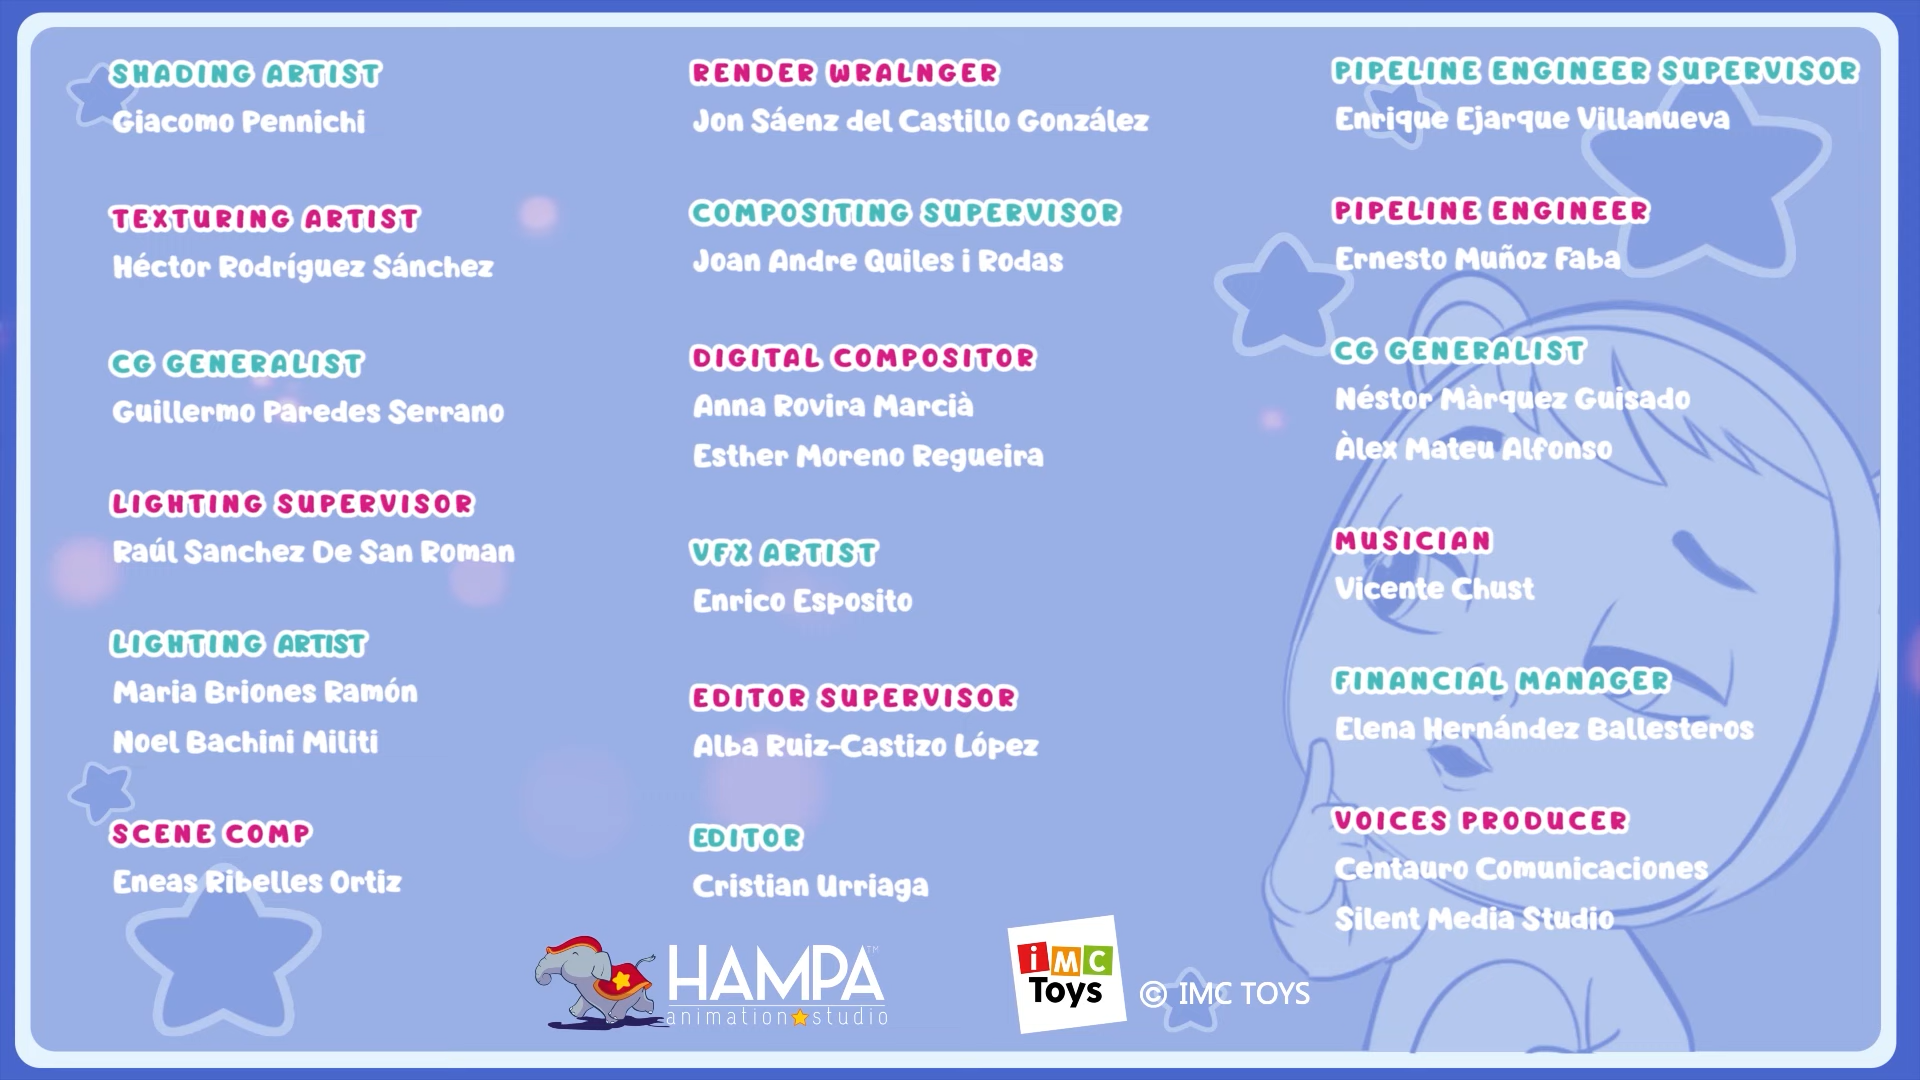 SHADING ARTIST
Giacomo Pennichi
TEXTURING ARTIST
Héctor Rodríguez Sánchez
CG GENERALIST
Guillermo Paredes Serrano
LIGHTING SUPERVISOR
Raúl Sanchez De San Roman
LIGHTING ARTIST
Maria Briones Ramón
Noel Bachini Militi
SCENE COMP
Eneas Ribelles Ortiz
RENDER WRALNGER
Jon Sáenz del Castillo González
COMPOSITING SUPERVISOR
Joan Andre Quiles i Rodas
DIGITAL COMPOSITOR
Anna Rovira Marcià
Esther Moreno Regueira
VFX ARTIST
Enrico Esposito
EDITOR SUPERVISOR
Alba Ruiz-Castizo López
EDITOR
Cristian Urriaga
PIPELINE ENGINEER SUPERVISOR
Enrique Ejarque Villanueva
PIPELINE ENGINEER
Ernesto Muñoz Faba
CG GENERALIST
Néstor Màrquez Guisado
Àlex Mateu Alfonso
MUSICIAN
Vicente Chust
FINANCIAL MANAGER
Elena Hernández Ballesteros
VOICES PRODUCER
Centauro Comunicaciones
Silent Media Studio
HAMPA™
animation studio
iMC
Toys
© IMC TOYS